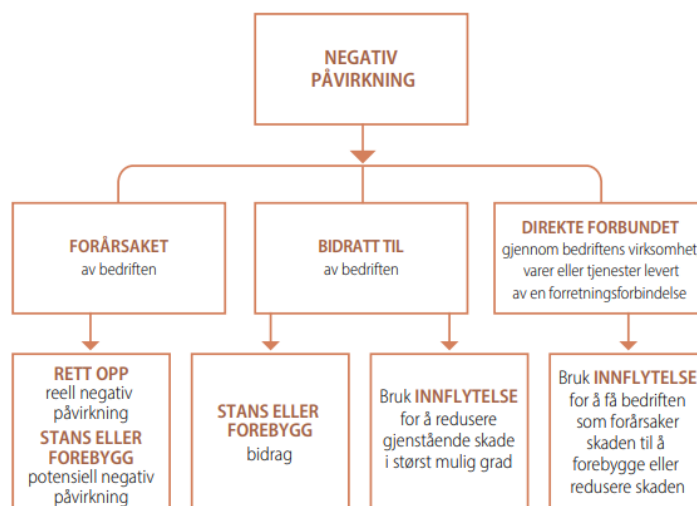 NEGATIV
PÅVIRKNING
FORÅRSAKET
av bedriften
BIDRATT TIL
av bedriften
DIREKTE FORBUNDET
gjennom bedriftens virksomhet
varer eller tjenester levert
av en forretningsforbindelse
RETT OPP
reell negativ
påvirkning
STANS ELLER
FOREBYGG
potensiell negativ
påvirkning
STANS ELLER
FOREBYGG
bidrag
Bruk INNFLYTELSE
for å redusere
gjenstående skade
i størst mulig grad
Bruk INNFLYTELSE
for å få bedriften
som forårsaker
skaden til å
forebygge eller
redusere skaden